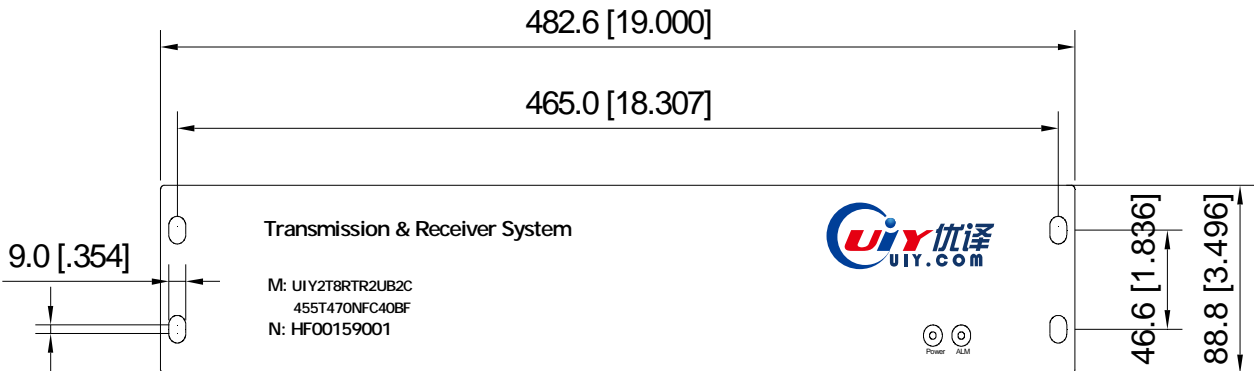 482.6 [19.000]
465.0 [18.307]
Transmission & Receiver System
UiY优译
UIY.COM
9.0 [.354]
M: UIY2T8RTR2UB2C
455T470NFC40BF
N: HF00159001
Power
ALM
46.6 [1.836]
88.8 [3.496]